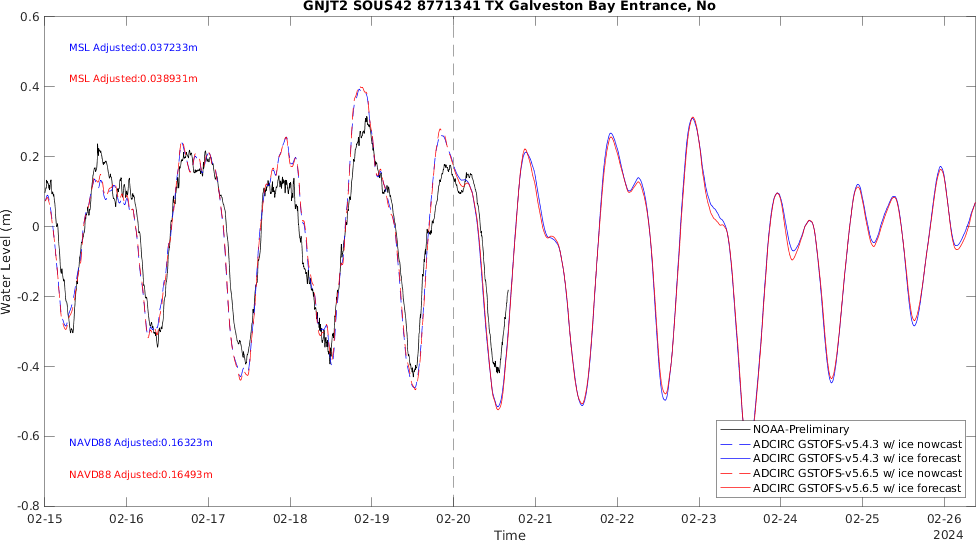 GNJT2 SOUS42 8771341 TX Galveston Bay Entrance, No
0.6
0.4
0.2
0
-0.2
-0.4
-0.6
-0.8
Water Level (m)
MSL Adjusted:0.037233m
MSL Adjusted:0.038931m
NAVD88 Adjusted:0.16323m
NAVD88 Adjusted:0.16493m
NOAA-Preliminary
ADCIRC GSTOFS-v5.4.3 w/ ice nowcast
ADCIRC GSTOFS-v5.4.3 w/ ice forecast
ADCIRC GSTOFS-v5.6.5 w/ ice nowcast
ADCIRC GSTOFS-v5.6.5 w/ ice forecast
02-15 02-16 02-17 02-18 02-19 02-20 02-21 02-22 02-23 02-24 02-25 02-26
2024
Time